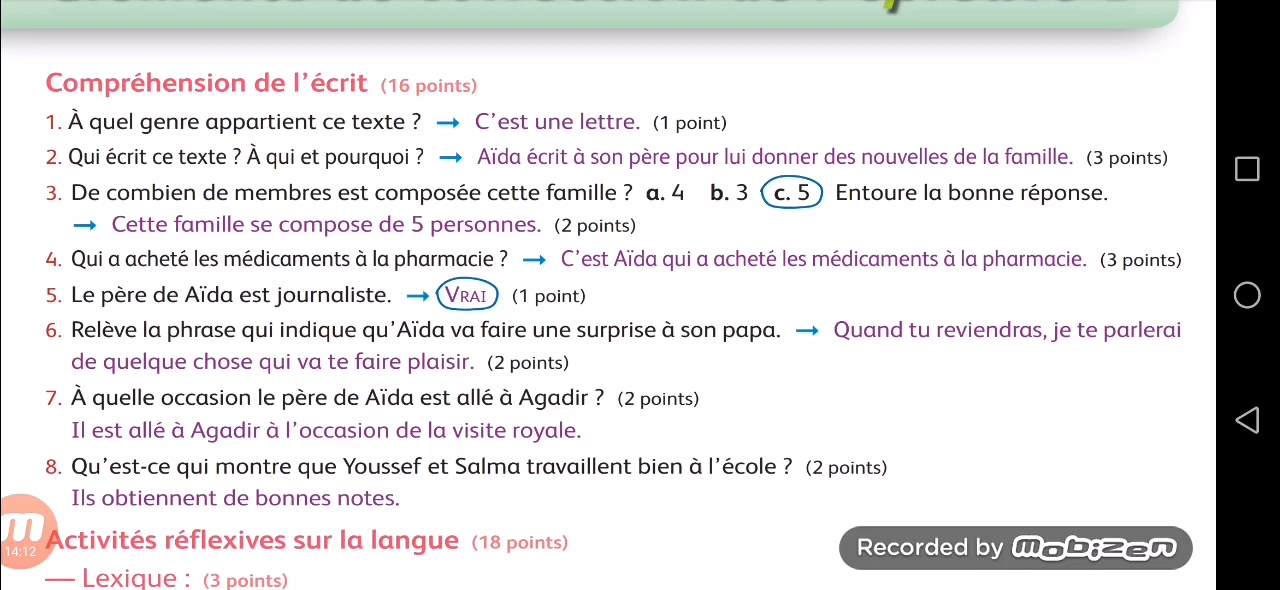 Compréhension de l'écrit (16 points)
1. À quel genre appartient ce texte ? → C'est une lettre. (1 point)
2. Qui écrit ce texte ? À qui et pourquoi ? → Aïda écrit à son père pour lui donner des nouvelles de la famille. (3 points)
3. De combien de membres est composée cette famille ? a. 4 b. 3 c. 5 Entoure la bonne réponse.
→ Cette famille se compose de 5 personnes. (2 points)
4. Qui a acheté les médicaments à la pharmacie ? → C'est Aïda qui a acheté les médicaments à la pharmacie. (3 points)
5. Le père de Aïda est journaliste. → VRAI (1 point)
6. Relève la phrase qui indique qu'Aïda va faire une surprise à son papa. → Quand tu reviendras, je te parlerai
de quelque chose qui va te faire plaisir. (2 points)
7. À quelle occasion le père de Aïda est allé à Agadir ? (2 points)
Il est allé à Agadir à l'occasion de la visite royale.
8. Qu'est-ce qui montre que Youssef et Salma travaillent bien à l'école ? (2 points)
Ils obtiennent de bonnes notes.
14:12
Activités réflexives sur la langue (18 points)
Recorded by Mobizen
— Lexique : (3 points)